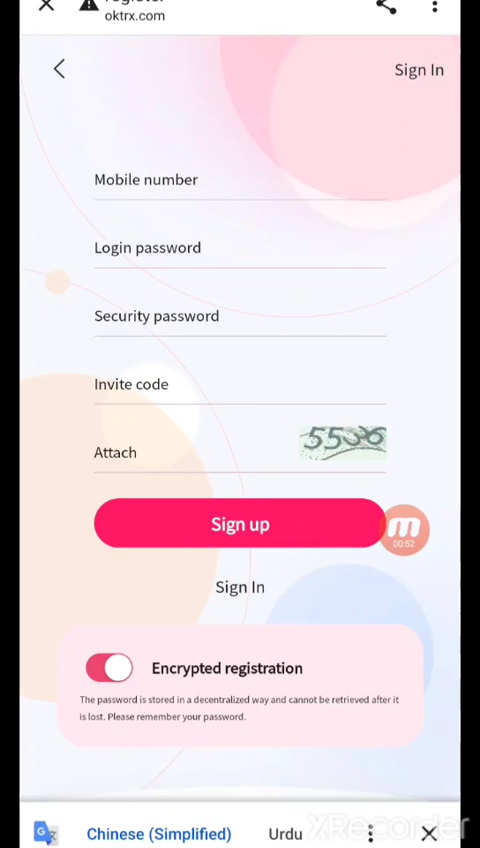 oktrx.com
Sign In
Mobile number
Login password
Security password
Invite code
Attach
5536
Sign up
00:52
Sign In
Encrypted registration
The password is stored in a decentralized way and cannot be retrieved after it
is lost. Please remember your password.
Chinese (Simplified)
Urdu
XRecorder